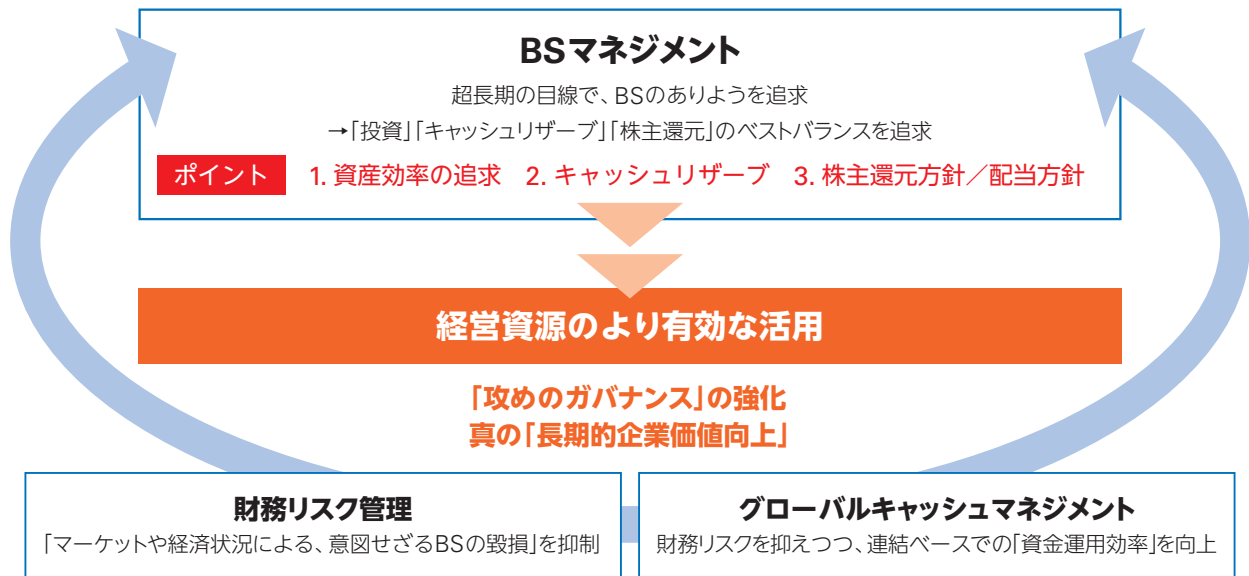 BSマネジメント
超長期の目線で、BSのありようを追求
→「投資」「キャッシュリザーブ」「株主還元」のベストバランスを追求
ポイント 1. 資産効率の追求 2. キャッシュリザーブ 3. 株主還元方針／配当方針
経営資源のより有効な活用
「攻めのガバナンス」の強化
真の「長期的企業価値向上」
財務リスク管理
「マーケットや経済状況による、意図せざるBSの毀損」を抑制
グローバルキャッシュマネジメント
財務リスクを抑えつつ、連結ベースでの「資金運用効率」を向上